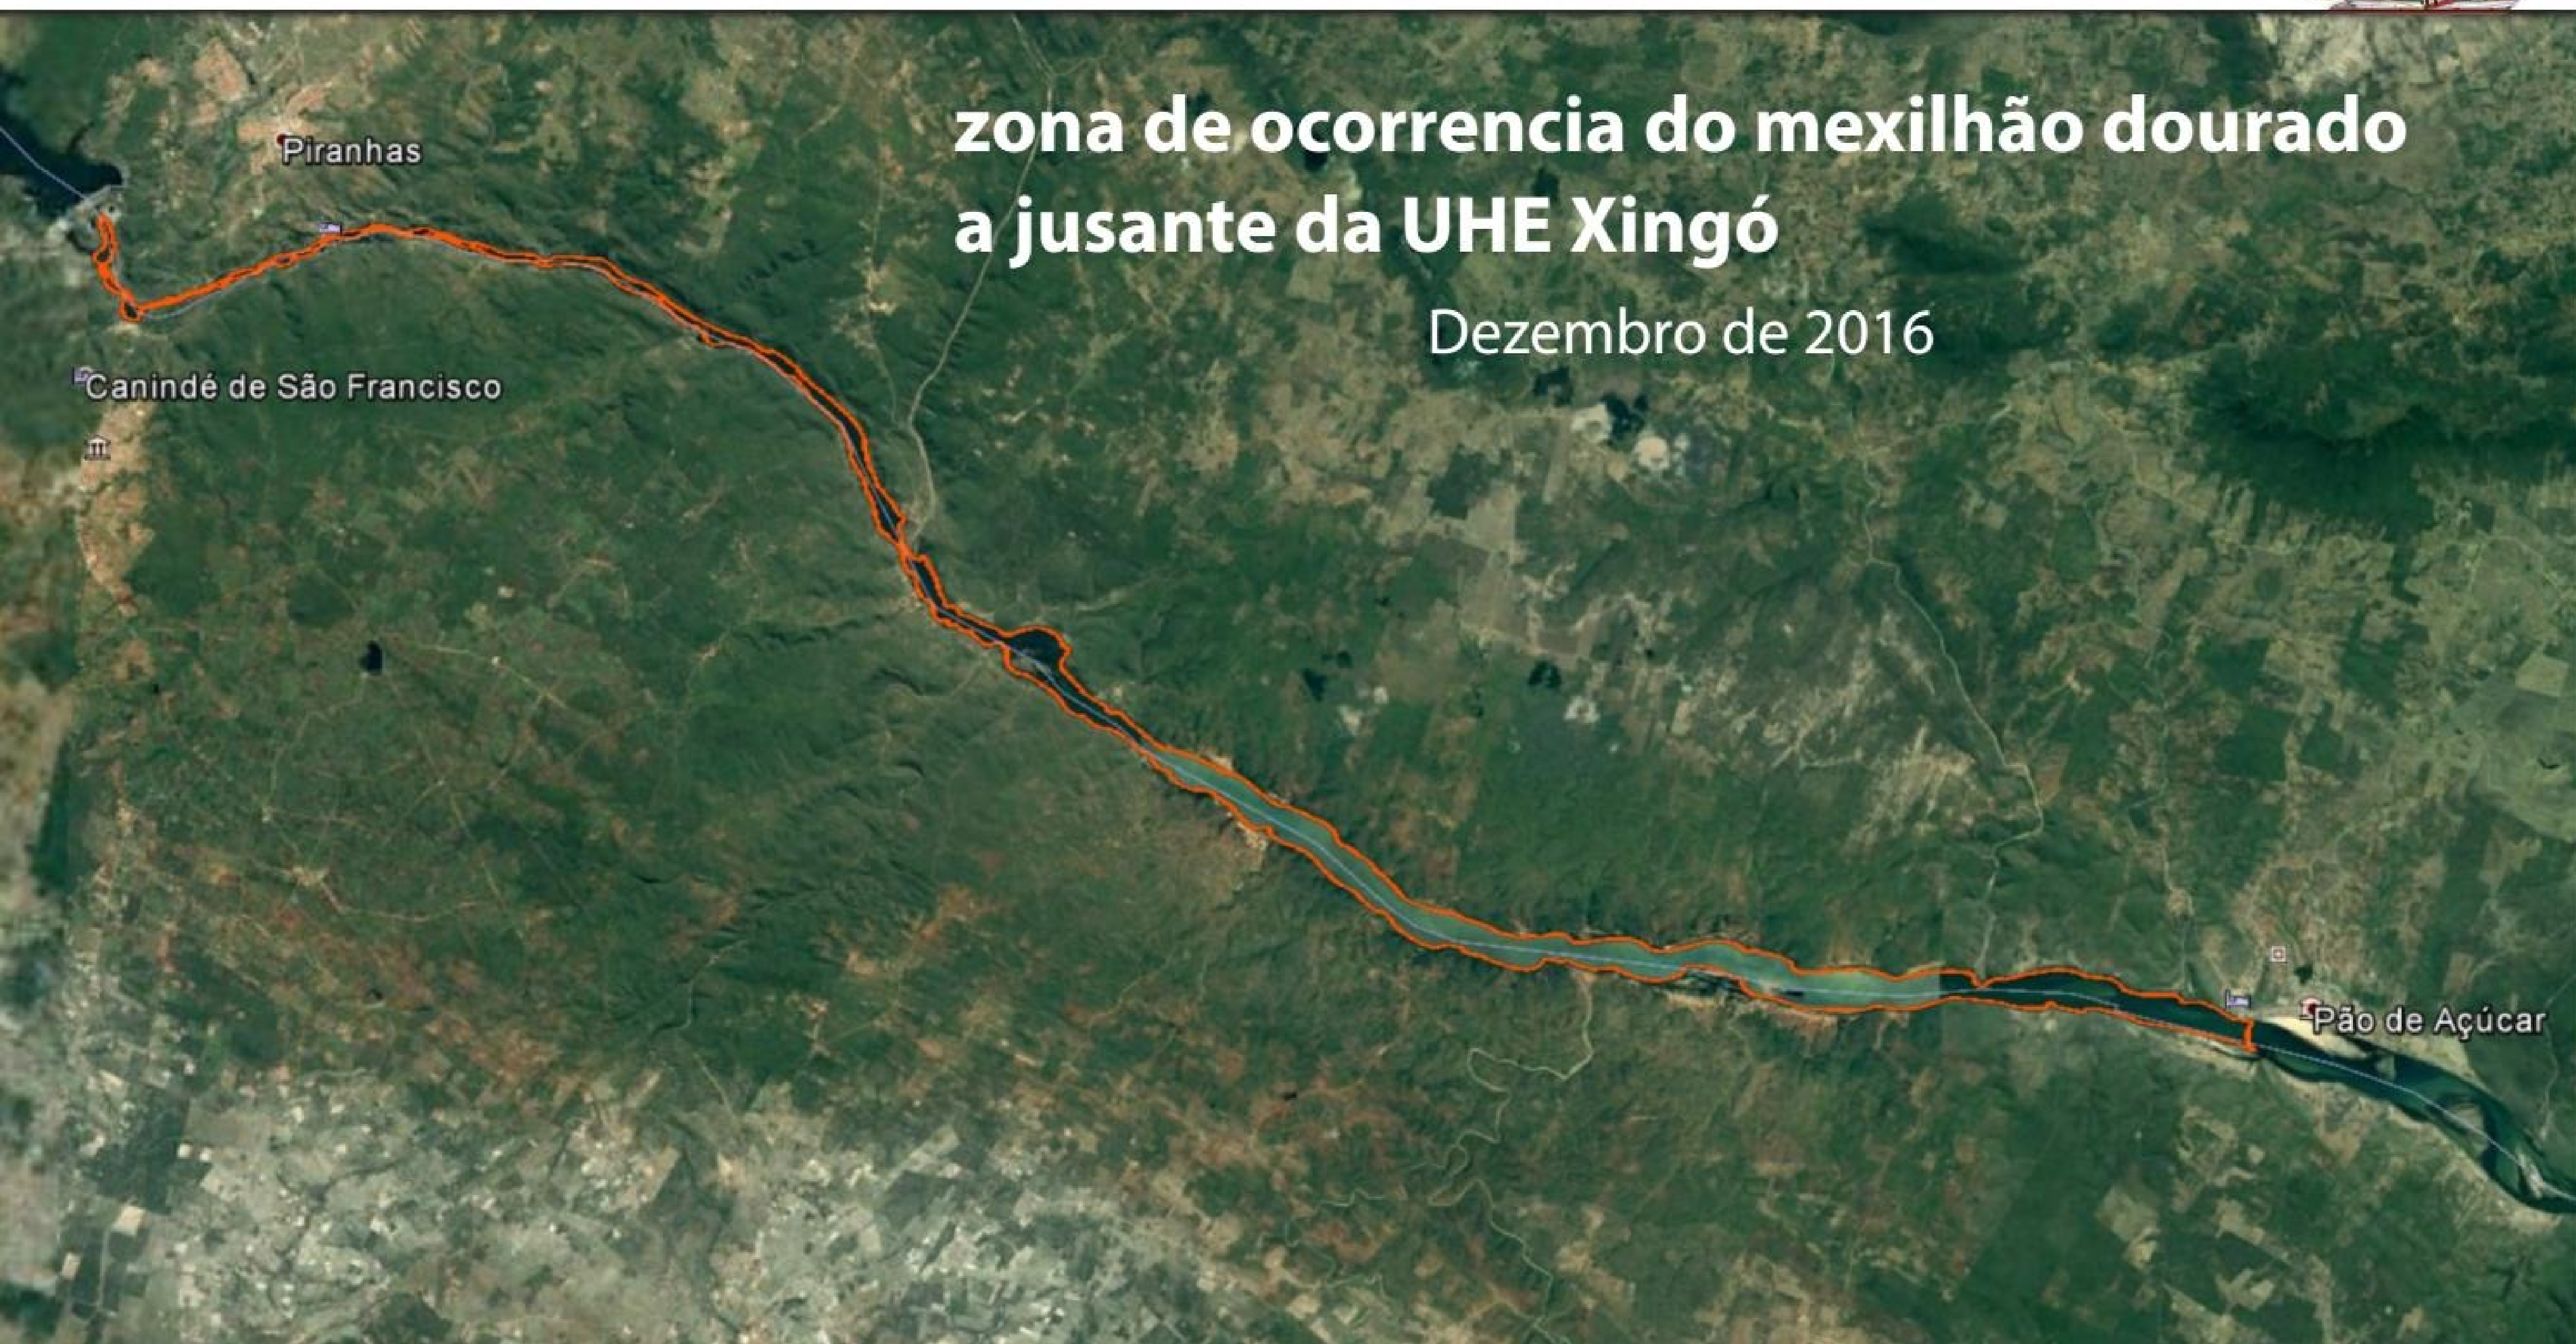 zona de ocorrencia do mexilhão dourado
a jusante da UHE Xingó
Dezembro de 2016
Piranhas
Canindé de São Francisco
Pão de Açúcar